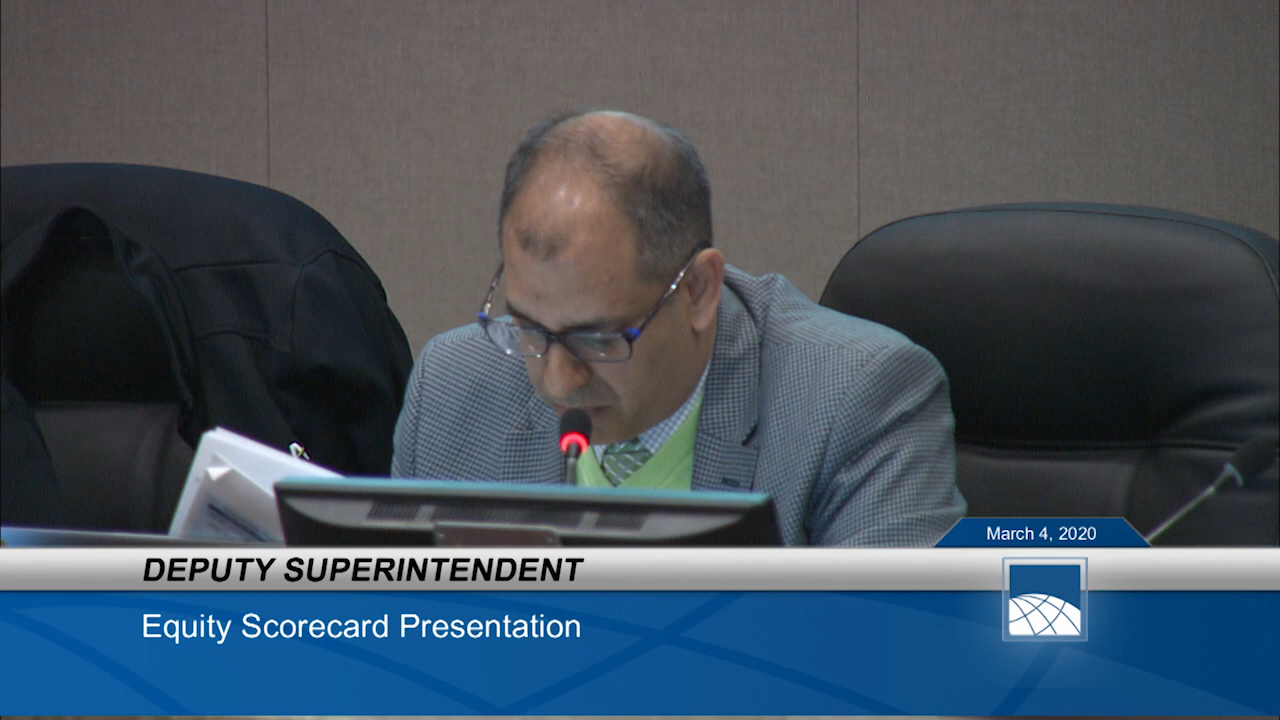 March 4, 2020
DEPUTY SUPERINTENDENT
Equity Scorecard Presentation